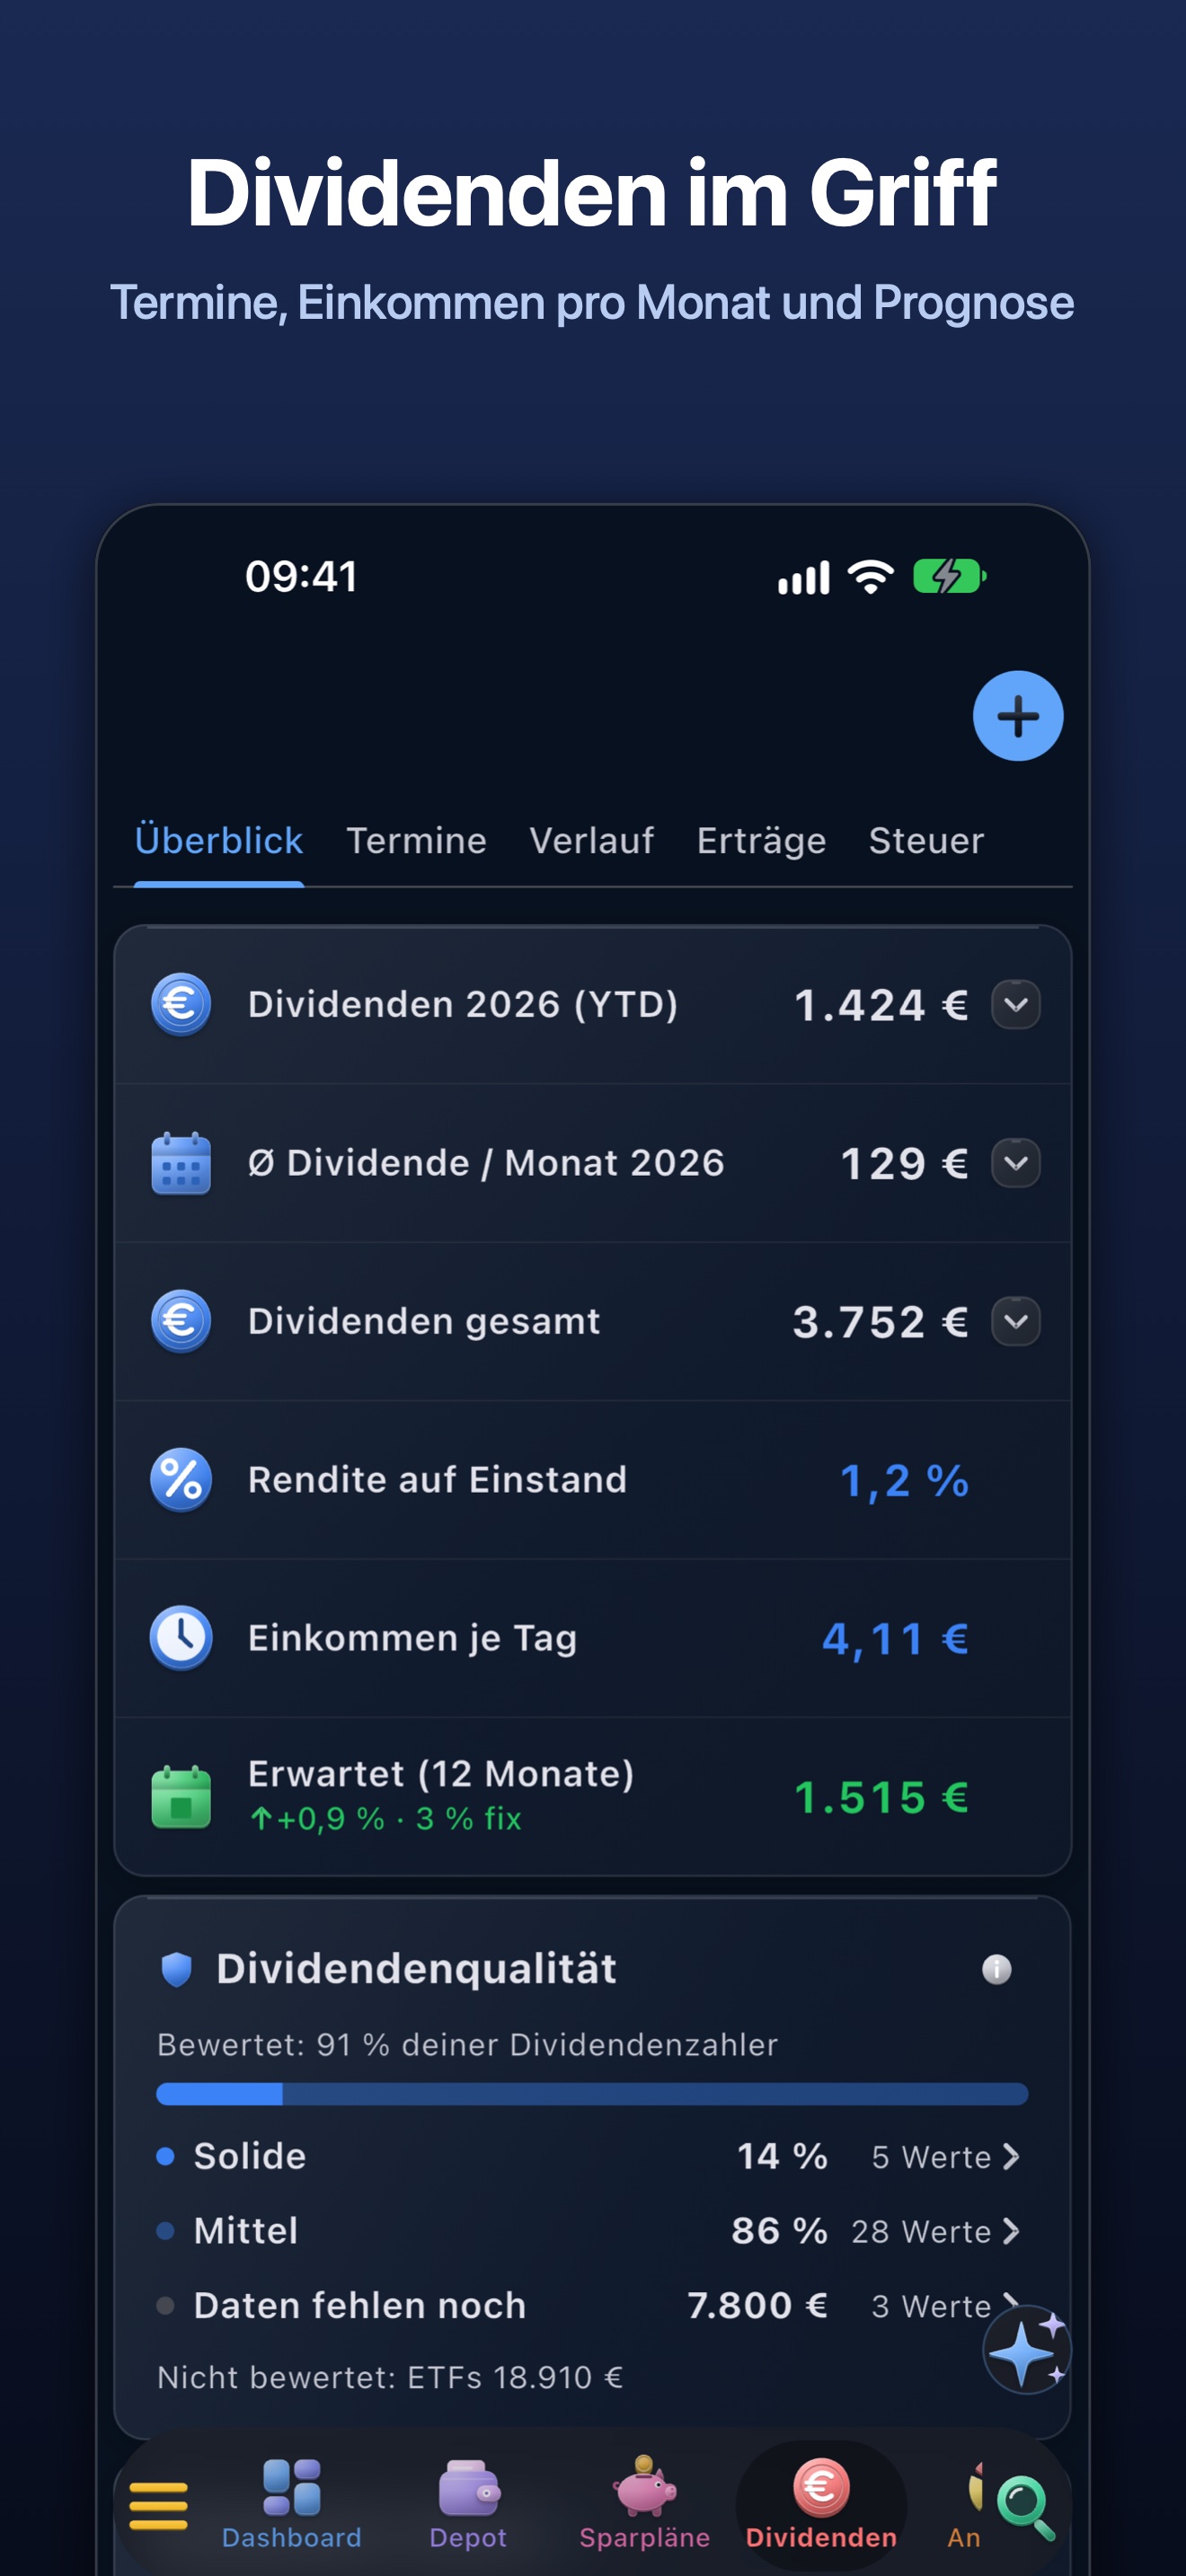 Dividenden im Griff
Termine, Einkommen pro Monat und Prognose
09:41
Überblick Termine Verlauf Erträge Steuer
Dividenden 2026 (YTD) 1.424 €
Ø Dividende / Monat 2026 129 €
Dividenden gesamt 3.752 €
Rendite auf Einstand 1,2 %
Einkommen je Tag 4,11 €
Erwartet (12 Monate) 1.515 €
↑+0,9 % · 3 % fix
Dividendenqualität
Bewertet: 91 % deiner Dividendenzahler
Solide 14 % 5 Werte
Mittel 86 % 28 Werte
Daten fehlen noch 7.800 € 3 Werte
Nicht bewertet: ETFs 18.910 €
Dashboard Depot Sparpläne Dividenden An